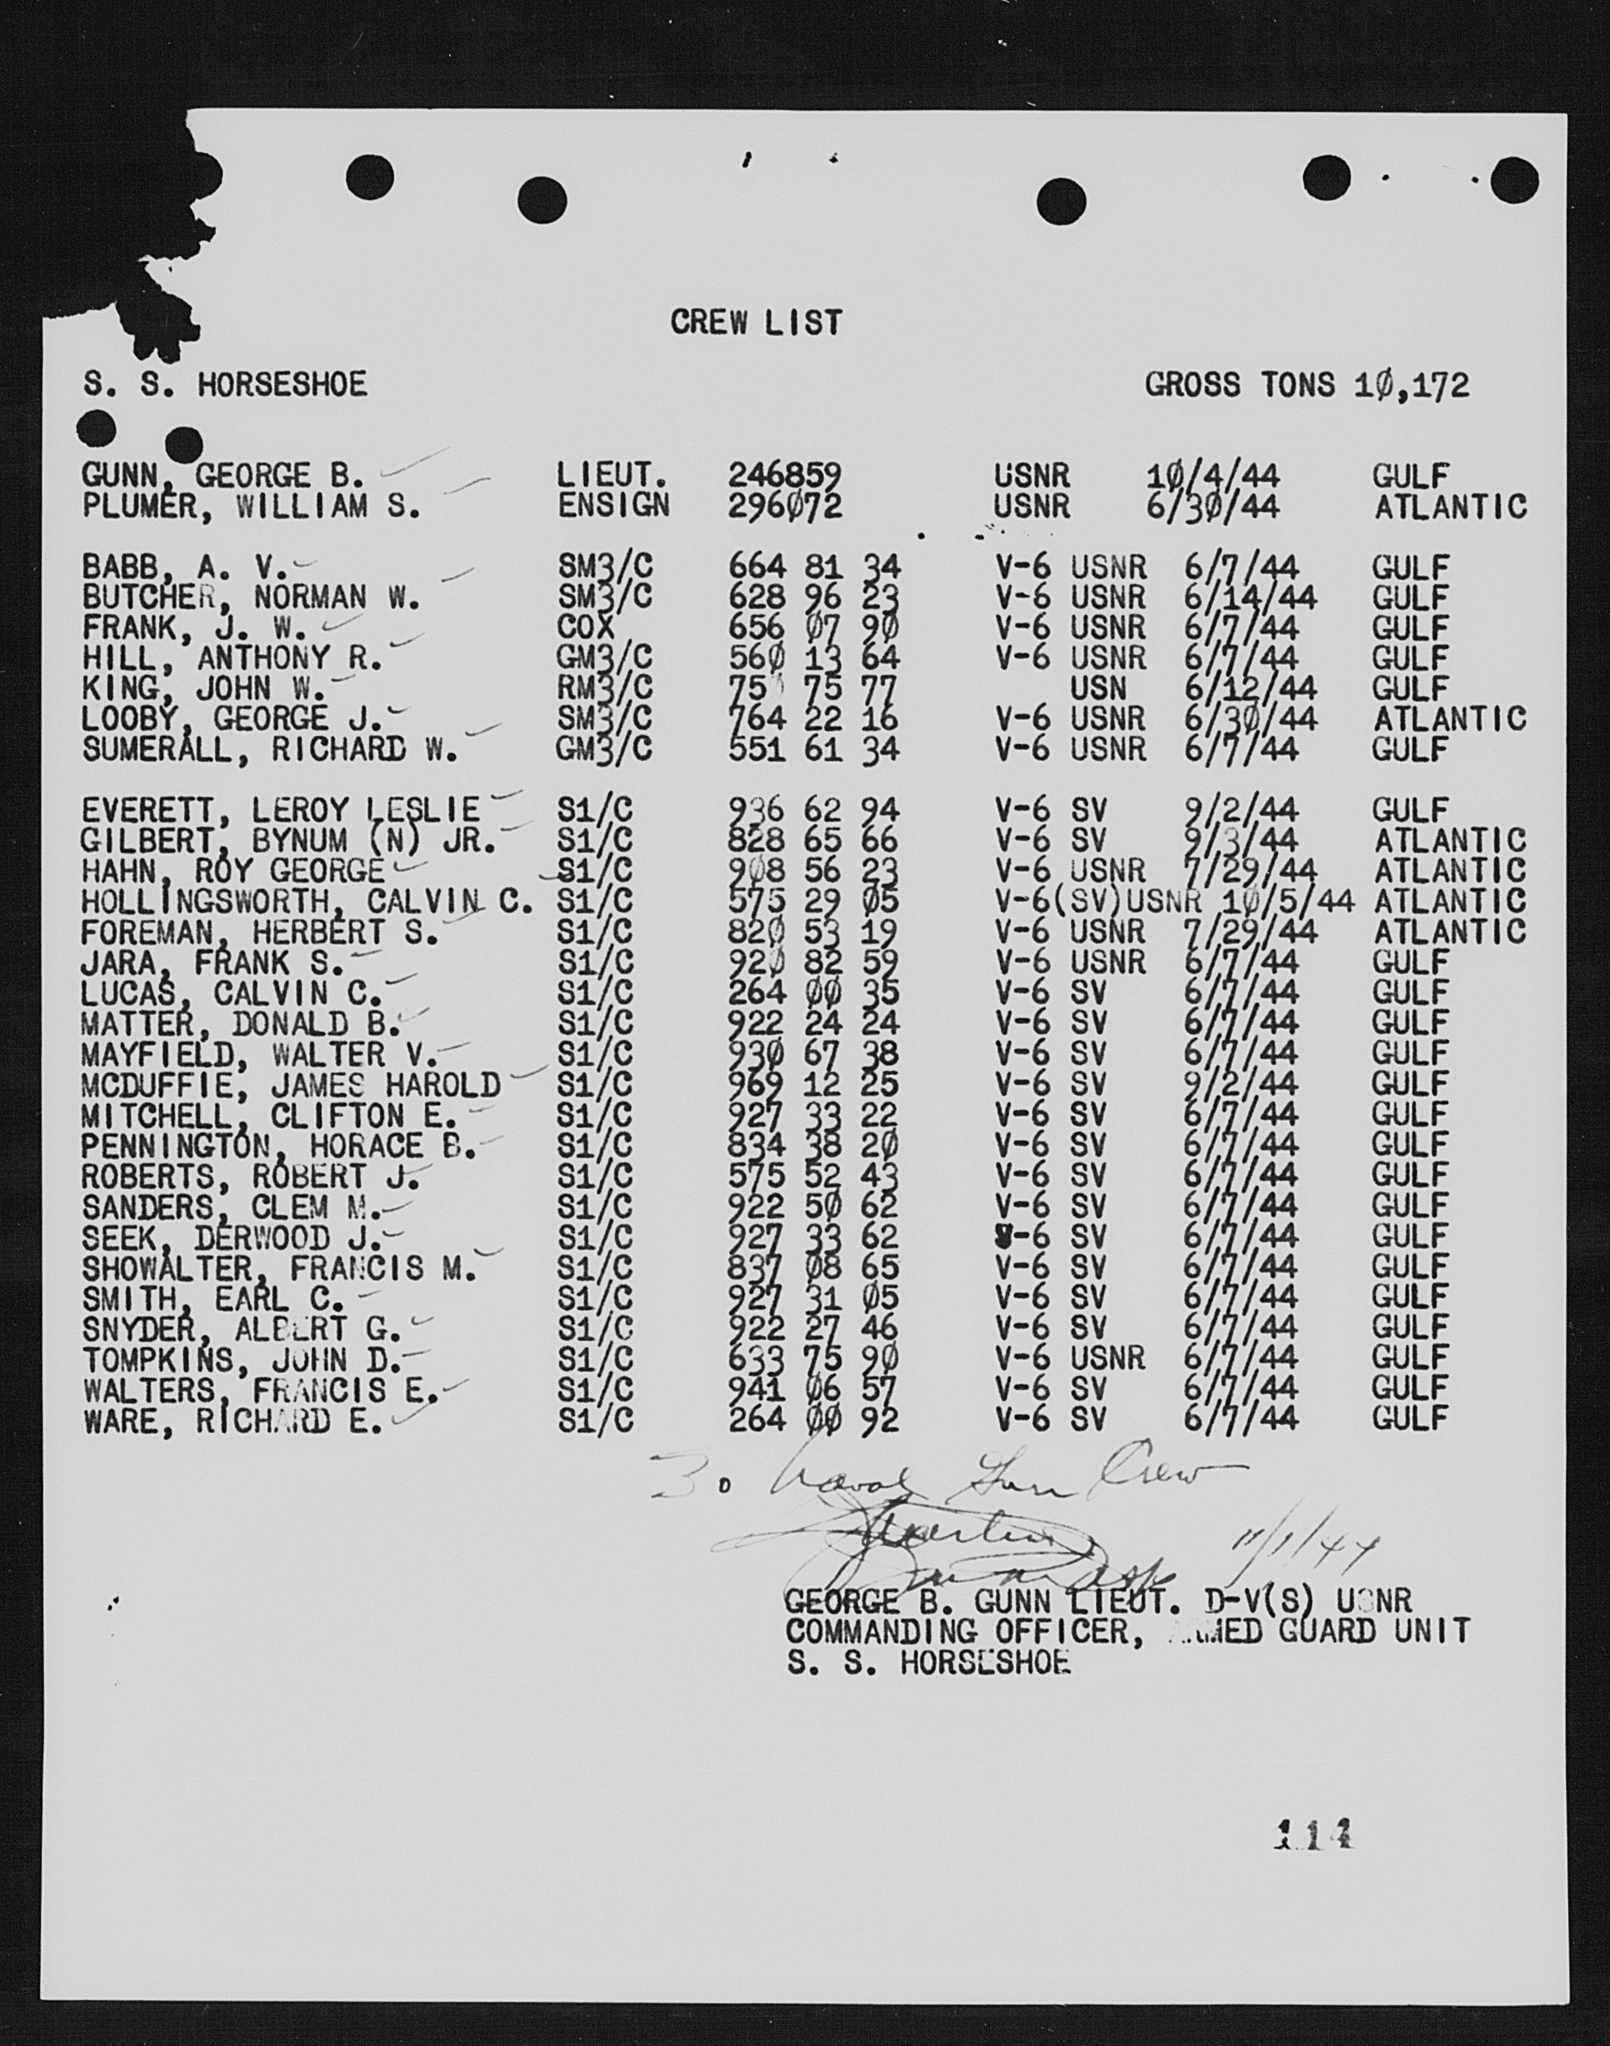 CREW LIST
S. S. HORSESHOE GROSS TONS 10,172
GUNN, GEORGE B. LIEUT. 246859 USNR 10/4/44 GULF
PLUMER, WILLIAM S. ENSIGN 296072 USNR 6/30/44 ATLANTIC
BABB, A. V. SM3/C 664 81 34 V-6 USNR 6/7/44 GULF
BUTCHER, NORMAN W. SM3/C 628 96 23 V-6 USNR 6/14/44 GULF
FRANK, J. W. COX 656 07 90 V-6 USNR 6/7/44 GULF
HILL, ANTHONY R. GM3/C 560 13 64 V-6 USNR 6/7/44 GULF
KING, JOHN W. RM3/C 75 77 USN 6/12/44 GULF
LOOBY, GEORGE J. SM3/C 764 22 16 V-6 USNR 6/30/44 ATLANTIC
SUMERALL, RICHARD W. GM3/C 551 61 34 V-6 USNR 6/7/44 GULF
EVERETT, LEROY LESLIE S1/C 936 62 94 V-6 SV 9/2/44 GULF
GILBERT, BYNUM (N) JR. S1/C 828 65 66 V-6 SV 9/3/44 ATLANTIC
HAHN, ROY GEORGE S1/C 908 56 23 V-6 USNR 7/29/44 ATLANTIC
HOLLINGSWORTH, CALVIN C. S1/C 575 29 05 V-6(SV)USNR 10/5/44 ATLANTIC
FOREMAN, HERBERT S. S1/C 820 53 19 V-6 USNR 7/29/44 ATLANTIC
JARA, FRANK S. S1/C 920 82 59 V-6 USNR 6/7/44 GULF
LUCAS, CALVIN C. S1/C 264 00 35 V-6 SV 6/7/44 GULF
MATTER, DONALD B. S1/C 922 24 24 V-6 SV 6/7/44 GULF
MAYFIELD, WALTER V. S1/C 930 67 38 V-6 SV 6/7/44 GULF
MCDUFFIE, JAMES HAROLD S1/C 969 12 25 V-6 SV 9/2/44 GULF
MITCHELL, CLIFTON E. S1/C 927 33 22 V-6 SV 6/7/44 GULF
PENNINGTON, HORACE B. S1/C 834 38 20 V-6 SV 6/7/44 GULF
ROBERTS, ROBERT J. S1/C 575 52 43 V-6 SV 6/7/44 GULF
SANDERS, CLEM M. S1/C 922 50 62 V-6 SV 6/7/44 GULF
SEEK, DERWOOD J. S1/C 927 33 62 V-6 SV 6/7/44 GULF
SHOWALTER, FRANCIS M. S1/C 837 08 65 V-6 SV 6/7/44 GULF
SMITH, EARL C. S1/C 927 31 05 V-6 SV 6/7/44 GULF
SNYDER, ALBERT G. S1/C 922 27 46 V-6 SV 6/7/44 GULF
TOMPKINS, JOHN D. S1/C 633 75 90 V-6 USNR 6/7/44 GULF
WALTERS, FRANCIS E. S1/C 941 06 57 V-6 SV 6/7/44 GULF
WARE, RICHARD E. S1/C 264 00 92 V-6 SV 6/7/44 GULF
30 Naval Gun Crew
11/1/44
GEORGE B. GUNN LIEUT. D-V(S) USNR
COMMANDING OFFICER, ARMED GUARD UNIT
S. S. HORSESHOE
114